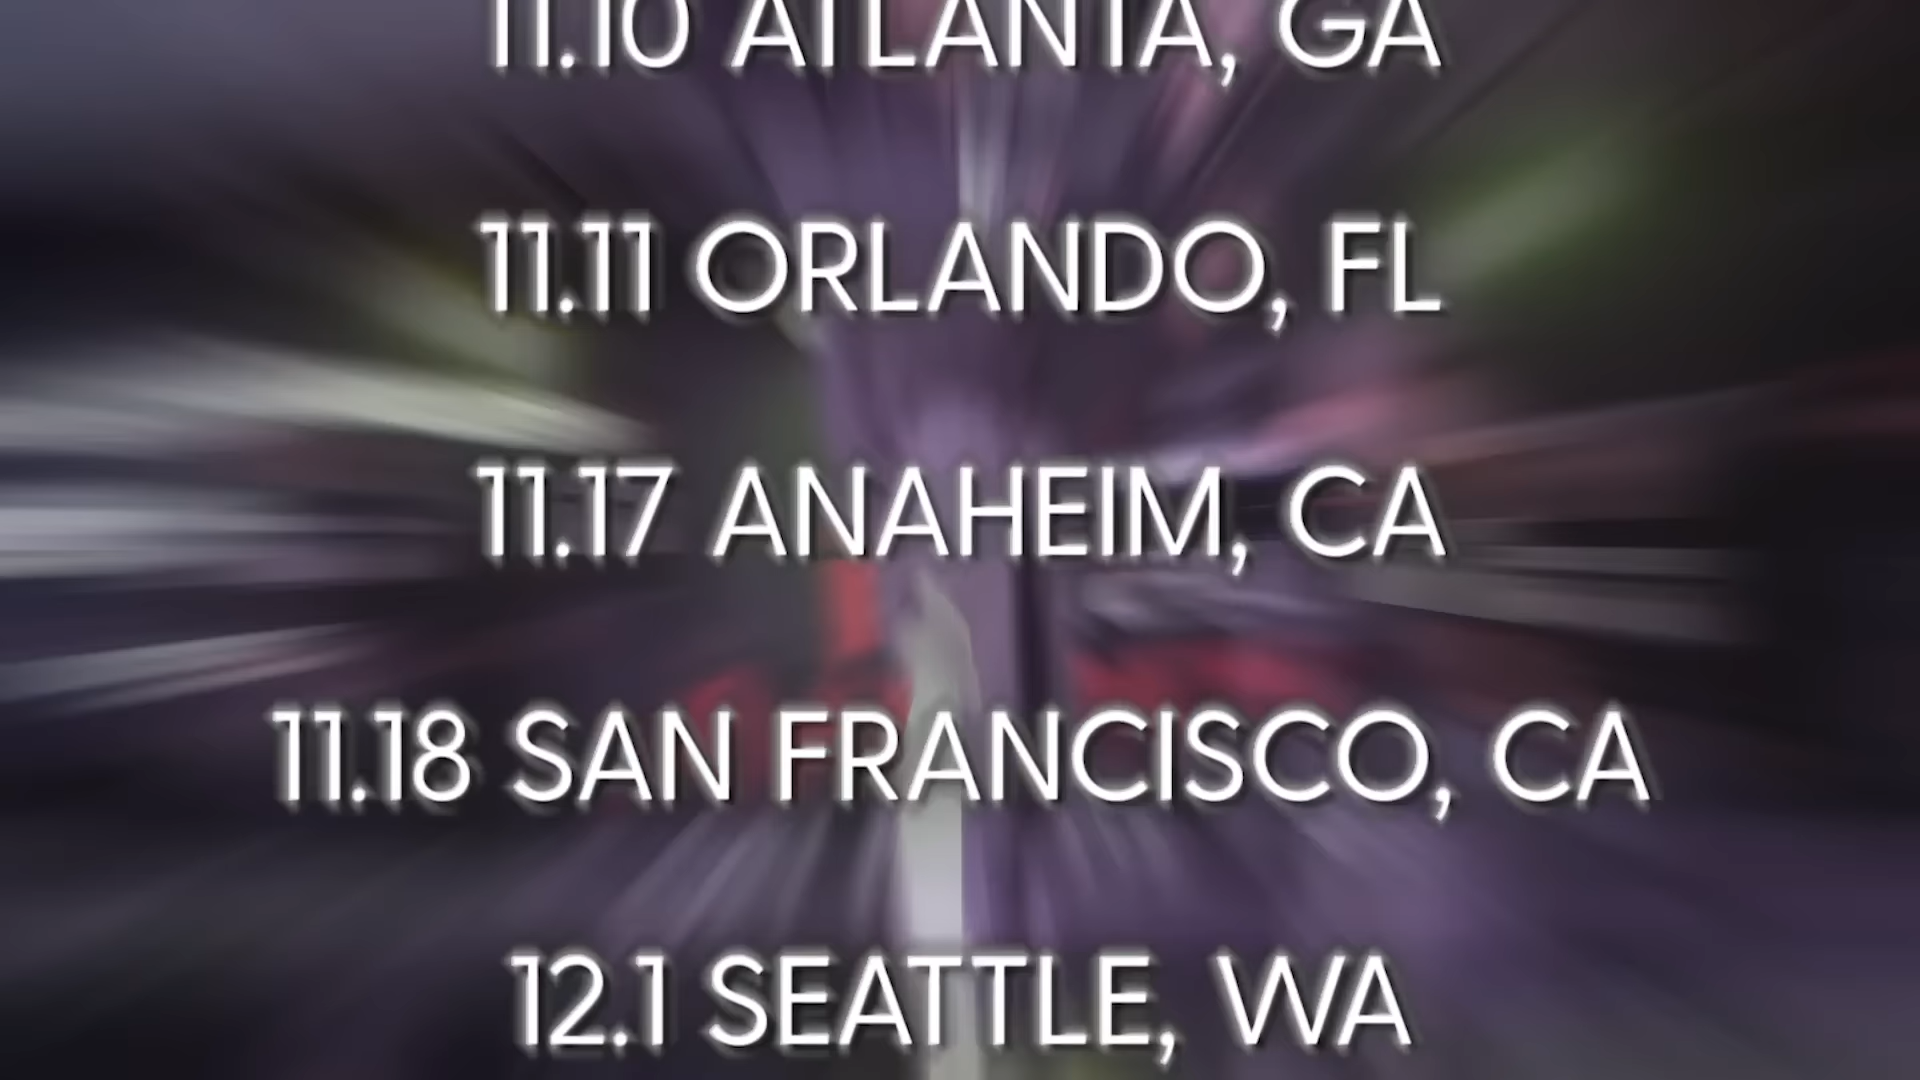 11.10 ATLANTA, GA
11.11 ORLANDO, FL
11.17 ANAHEIM, CA
11.18 SAN FRANCISCO, CA
12.1 SEATTLE, WA